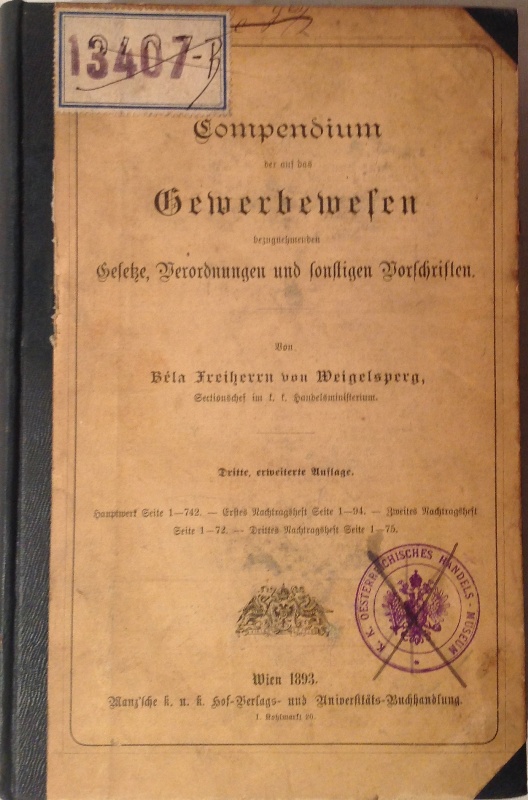 13407-B
Compendium
der auf das
Gewerbewesen
bezugnehmenden
Gesetze, Verordnungen und sonstigen Vorschriften.
Von
Béla Freiherrn von Weigelsperg,
Sectionschef im k. k. Handelsministerium.
Dritte, erweiterte Auflage.
Hauptwerk Seite 1—742. — Erstes Nachtragsheft Seite 1—94. — Zweites Nachtragsheft
Seite 1—72. — Drittes Nachtragsheft Seite 1—75.
K. K. OESTERREICHISCHES HANDELS-MUSEUM
Wien 1893.
Manz'sche k. u. k. Hof-Verlags- und Universitäts-Buchhandlung.
I. Kohlmarkt 20.